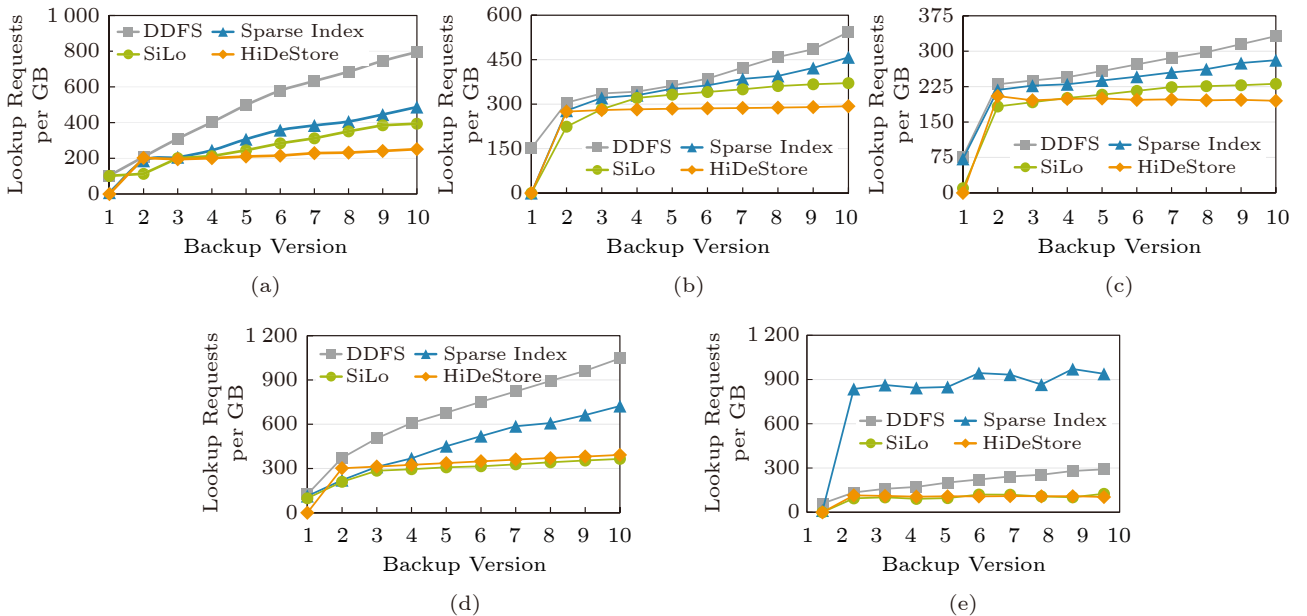 Lookup Requests
per GB
1 000
800
600
400
200
0
DDFS
Sparse Index
SiLo
HiDeStore
1 2 3 4 5 6 7 8 9 10
Backup Version
(a)
Lookup Requests
per GB
600
450
300
150
0
DDFS
Sparse Index
SiLo
HiDeStore
1 2 3 4 5 6 7 8 9 10
Backup Version
(b)
Lookup Requests
per GB
375
300
225
150
75
0
DDFS
Sparse Index
SiLo
HiDeStore
1 2 3 4 5 6 7 8 9 10
Backup Version
(c)
Lookup Requests
per GB
1 200
900
600
300
0
DDFS
Sparse Index
SiLo
HiDeStore
1 2 3 4 5 6 7 8 9 10
Backup Version
(d)
Lookup Requests
per GB
1 200
900
600
300
0
DDFS
Sparse Index
SiLo
HiDeStore
1 2 3 4 5 6 7 8 9 10
Backup Version
(e)